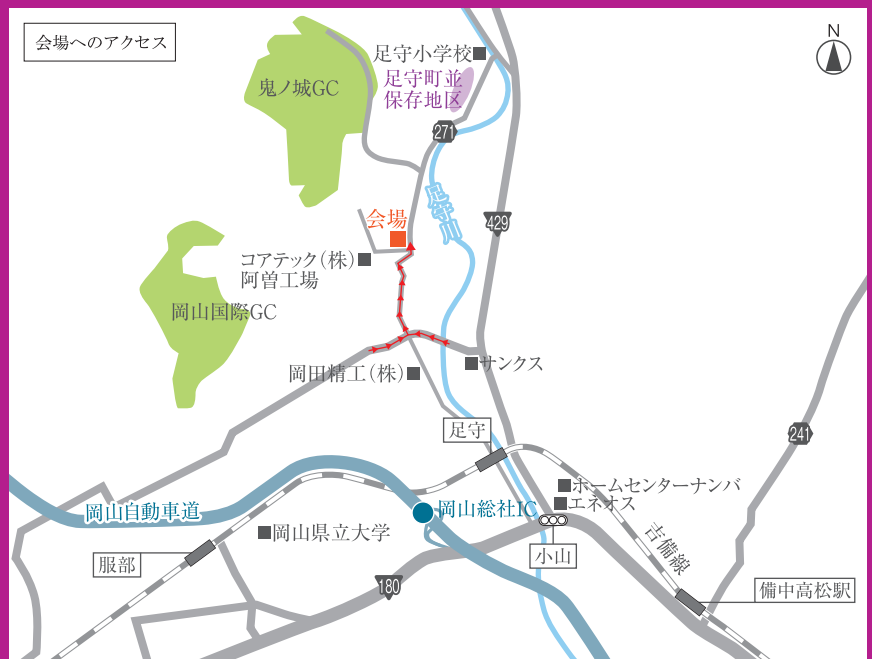 会場へのアクセス
N
足守小学校
足守町並
保存地区
鬼ノ城GC
271
足守川
会場
429
コアテック(株)
阿曽工場
岡山国際GC
サンクス
岡田精工(株)
足守
241
ホームセンターナンバ
エネオス
岡山自動車道
岡山総社IC
岡山県立大学
小山
吉備線
服部
180
備中高松駅